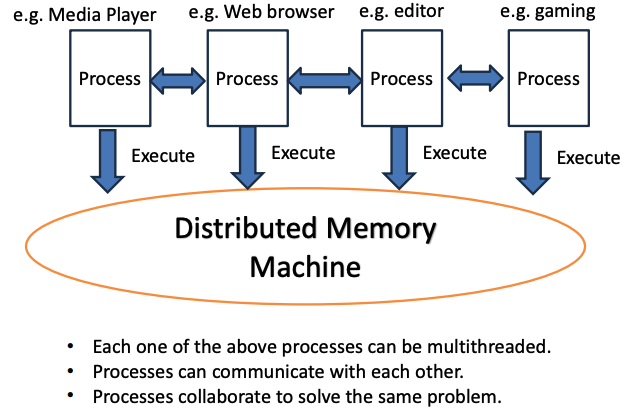 e.g. Media Player
e.g. Web browser
e.g. editor
e.g. gaming
Process
Process
Process
Process
Execute
Execute
Execute
Execute
Distributed Memory
Machine
• Each one of the above processes can be multithreaded.
• Processes can communicate with each other.
• Processes collaborate to solve the same problem.